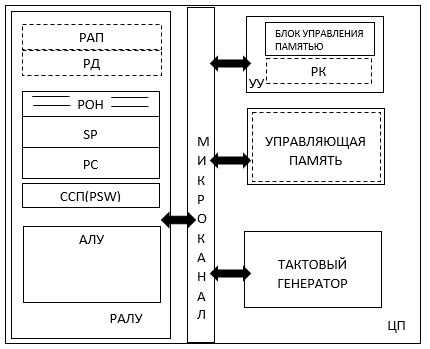 РАП
РД
РОН
SP
PC
ССП(PSW)
АЛУ
РАЛУ
МИКРОКАНАЛ
БЛОК УПРАВЛЕНИЯ
ПАМЯТЬЮ
РК
УУ
УПРАВЛЯЮЩАЯ
ПАМЯТЬ
ТАКТОВЫЙ
ГЕНЕРАТОР
ЦП